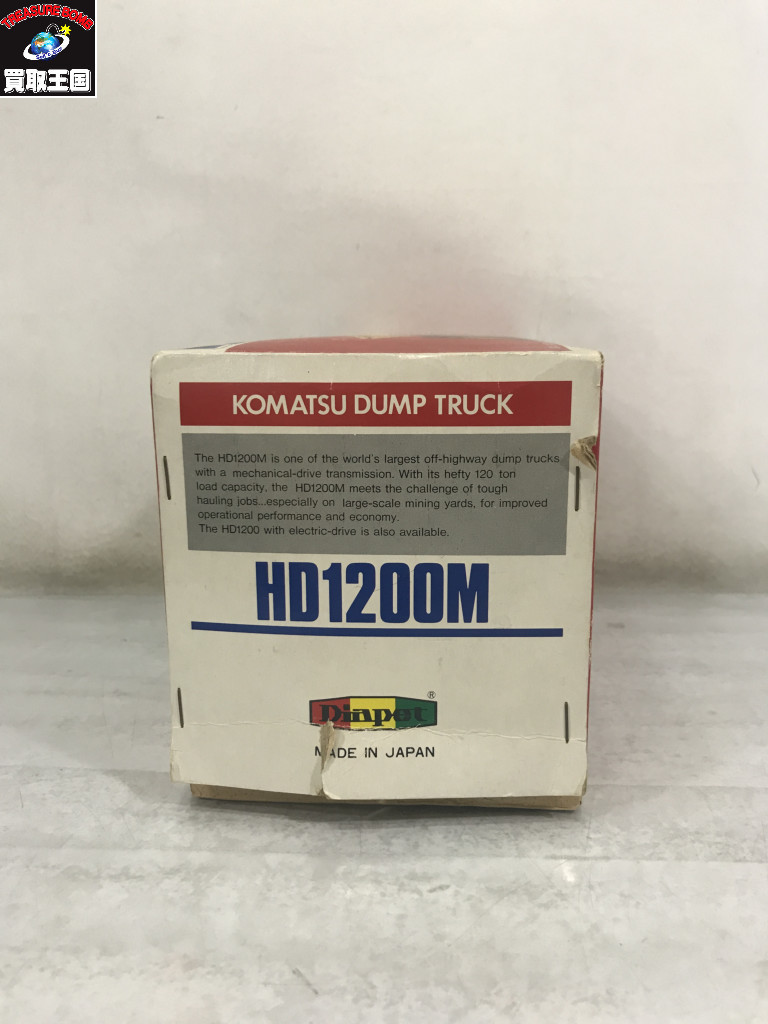 TREASURE BOMB
買取王国
KOMATSU DUMP TRUCK
The HD1200M is one of the world's largest off-highway dump trucks
with a mechanical-drive transmission. With its hefty 120 ton
load capacity, the HD1200M meets the challenge of tough
hauling jobs...especially on large-scale mining yards, for improved
operational performance and economy.
The HD1200 with electric-drive is also available.
HD1200M
Diapet®
MADE IN JAPAN